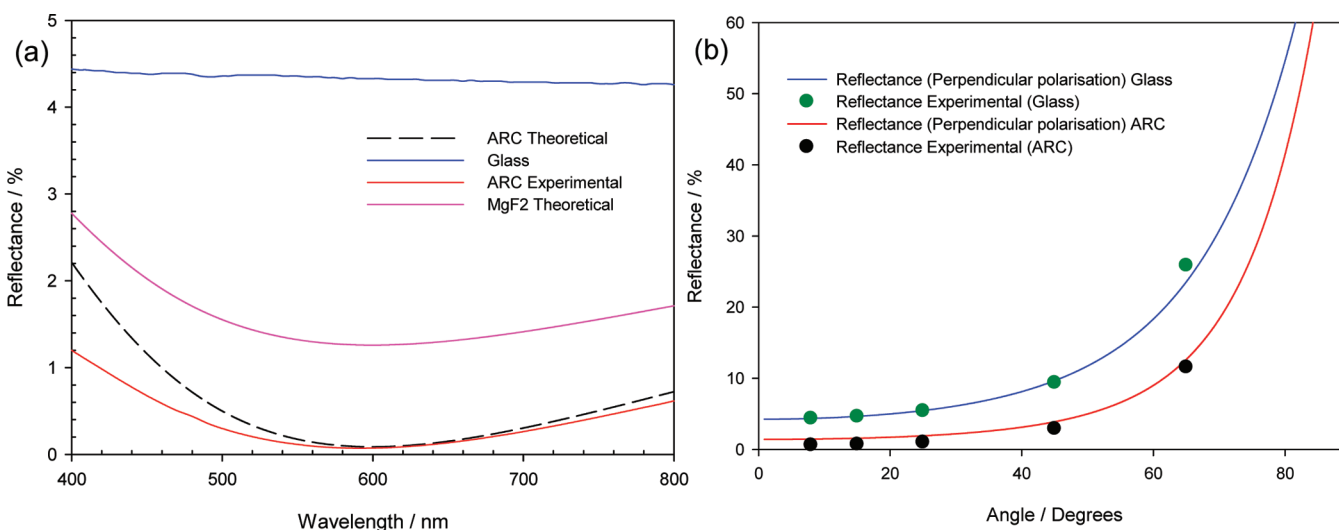 (a)
5
4
3
2
1
0
Reflectance / %
ARC Theoretical
Glass
ARC Experimental
MgF2 Theoretical
400 500 600 700 800
Wavelength / nm
(b)
60
50
40
30
20
10
0
Reflectance / %
Reflectance (Perpendicular polarisation) Glass
Reflectance Experimental (Glass)
Reflectance (Perpendicular polarisation) ARC
Reflectance Experimental (ARC)
0 20 40 60 80
Angle / Degrees